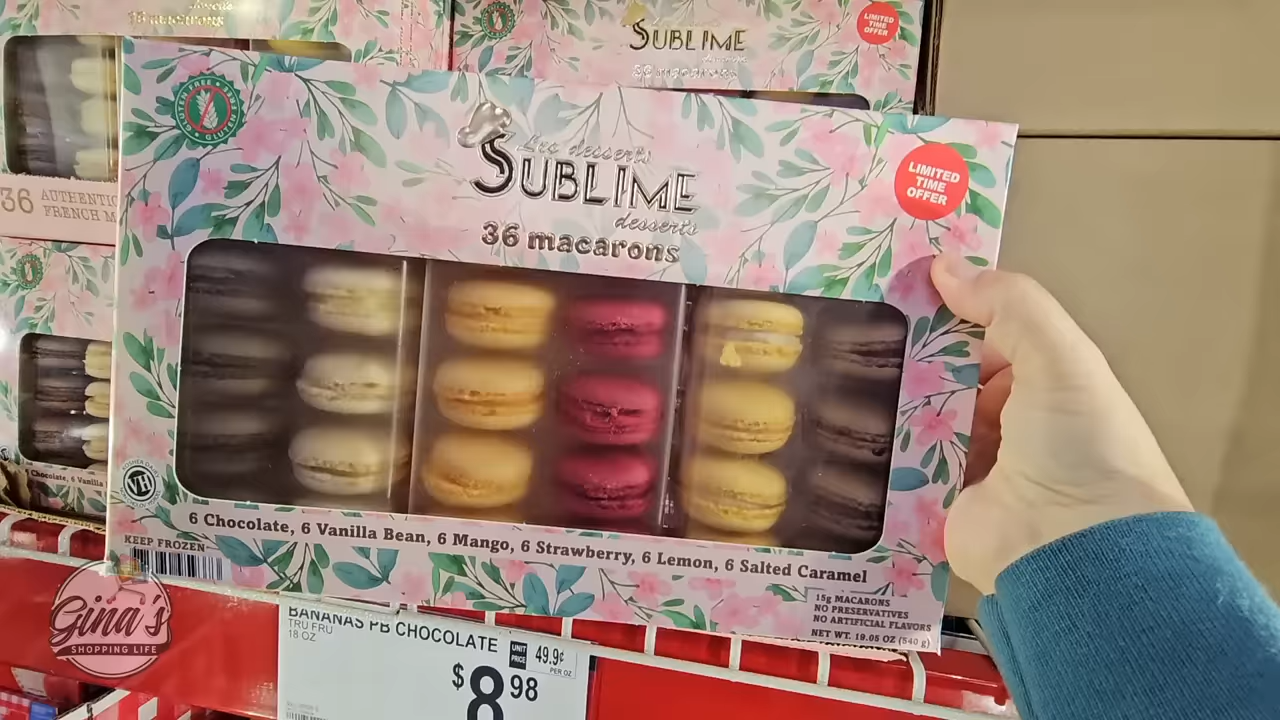 macarons
SUBLIME
desserts
36 macarons
LIMITED
TIME
OFFER
36 AUTHENTIC
FRENCH M
GLUTEN FREE • GLUTEN
Les desserts
SUBLIME
desserts
36 macarons
LIMITED
TIME
OFFER
VH
6 Chocolate, 6 Vanilla Bean, 6 Mango, 6 Strawberry, 6 Lemon, 6 Salted Caramel
KEEP FROZEN
15g MACARONS
NO PRESERVATIVES
NO ARTIFICIAL FLAVORS
NET WT. 19.05 OZ (540 g)
Chocolate, 6 Vanilla
Gina's
SHOPPING LIFE
BANANAS PB CHOCOLATE
TRU FRU
18 OZ
UNIT
PRICE
49.9¢
PER OZ
$8 98